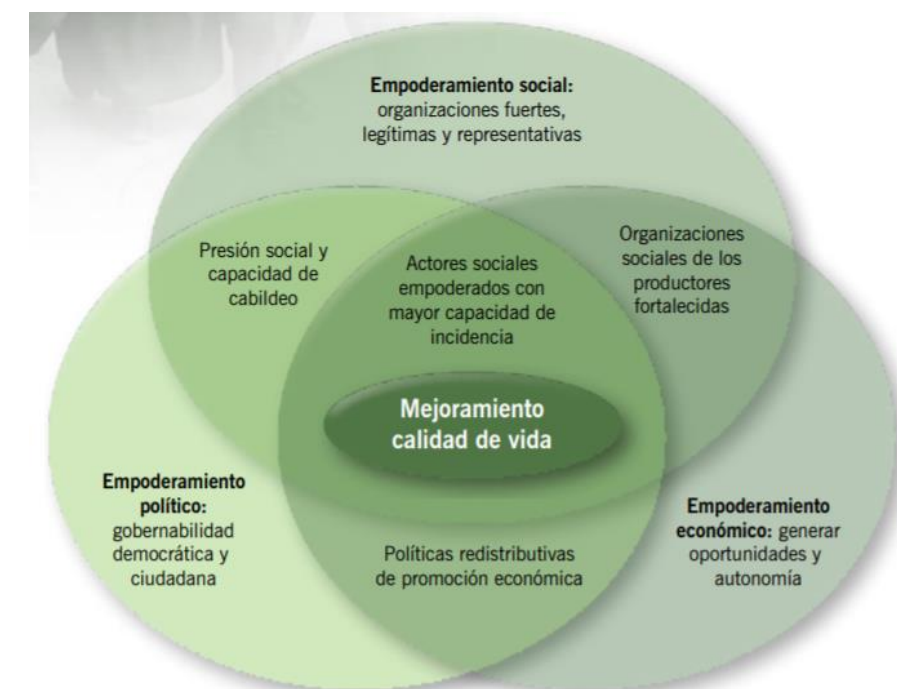 Empoderamiento social:
organizaciones fuertes,
legítimas y representativas
Presión social y
capacidad de
cabildeo
Actores sociales
empoderados con
mayor capacidad de
incidencia
Organizaciones
sociales de los
productores
fortalecidas
Mejoramiento
calidad de vida
Empoderamiento
político:
gobernabilidad
democrática y
ciudadana
Políticas redistributivas
de promoción económica
Empoderamiento
económico: generar
oportunidades y
autonomía